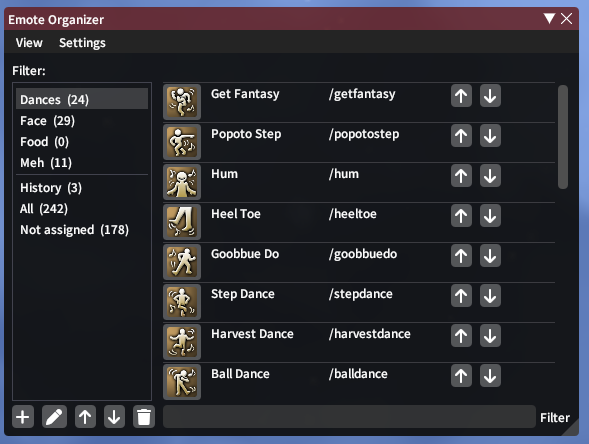 Emote Organizer
View Settings
Filter:
Dances (24)
Face (29)
Food (0)
Meh (11)
History (3)
All (242)
Not assigned (178)
Get Fantasy /getfantasy
Popoto Step /popotostep
Hum /hum
Heel Toe /heeltoe
Goobbue Do /goobbuedo
Step Dance /stepdance
Harvest Dance /harvestdance
Ball Dance /balldance
Filter